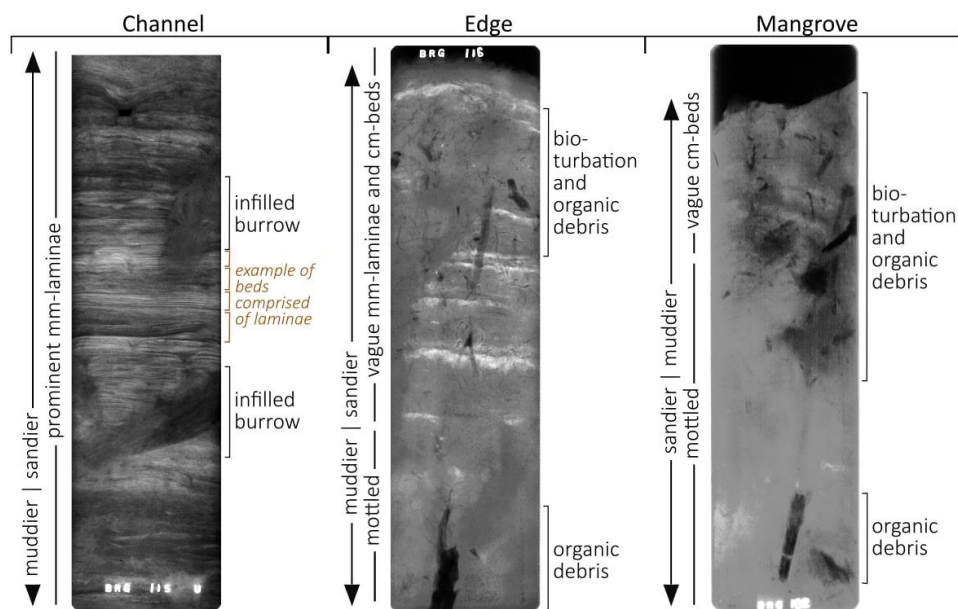 Channel
Edge
Mangrove
muddier | sandier
prominent mm-laminae
infilled
burrow
example of
beds
comprised
of laminae
infilled
burrow
BRG 115 U
muddier | sandier
mottled
vague mm-laminae and cm-beds
BRG 116
bio-
turbation
and
organic
debris
organic
debris
sandier | muddier
mottled
vague cm-beds
bio-
turbation
and
organic
debris
organic
debris
BRG